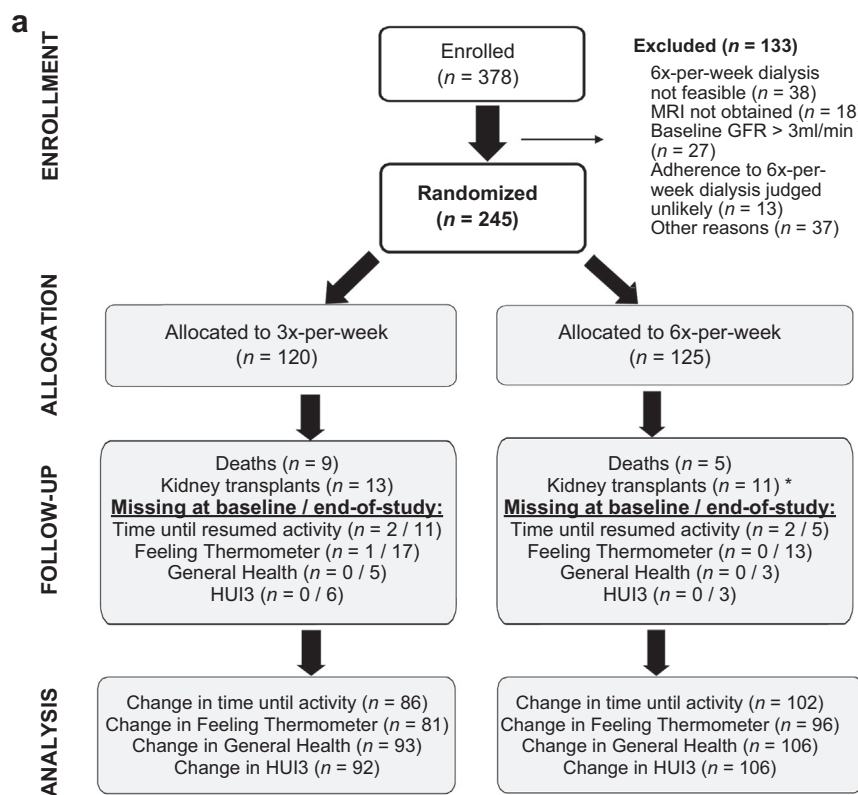 a
ENROLLMENT
Enrolled
(n = 378)
Excluded (n = 133)
6x-per-week dialysis
not feasible (n = 38)
MRI not obtained (n = 18
Baseline GFR > 3ml/min
(n = 27)
Adherence to 6x-per-
week dialysis judged
unlikely (n = 13)
Other reasons (n = 37)
Randomized
(n = 245)
ALLOCATION
Allocated to 3x-per-week
(n = 120)
Allocated to 6x-per-week
(n = 125)
FOLLOW-UP
Deaths (n = 9)
Kidney transplants (n = 13)
Missing at baseline / end-of-study:
Time until resumed activity (n = 2 / 11)
Feeling Thermometer (n = 1 / 17)
General Health (n = 0 / 5)
HUI3 (n = 0 / 6)
Deaths (n = 5)
Kidney transplants (n = 11) *
Missing at baseline / end-of-study:
Time until resumed activity (n = 2 / 5)
Feeling Thermometer (n = 0 / 13)
General Health (n = 0 / 3)
HUI3 (n = 0 / 3)
ANALYSIS
Change in time until activity (n = 86)
Change in Feeling Thermometer (n = 81)
Change in General Health (n = 93)
Change in HUI3 (n = 92)
Change in time until activity (n = 102)
Change in Feeling Thermometer (n = 96)
Change in General Health (n = 106)
Change in HUI3 (n = 106)